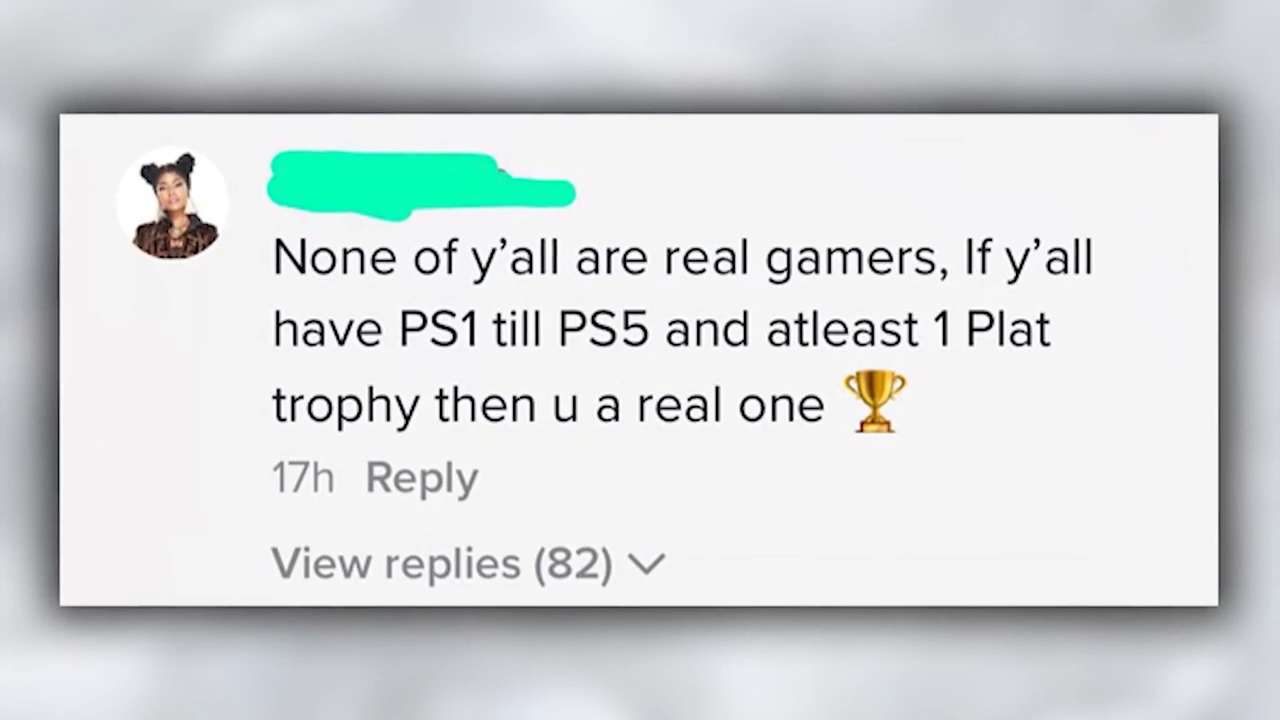 None of y’all are real gamers, If y’all
have PS1 till PS5 and atleast 1 Plat
trophy then u a real one 🏆
17h Reply
View replies (82)